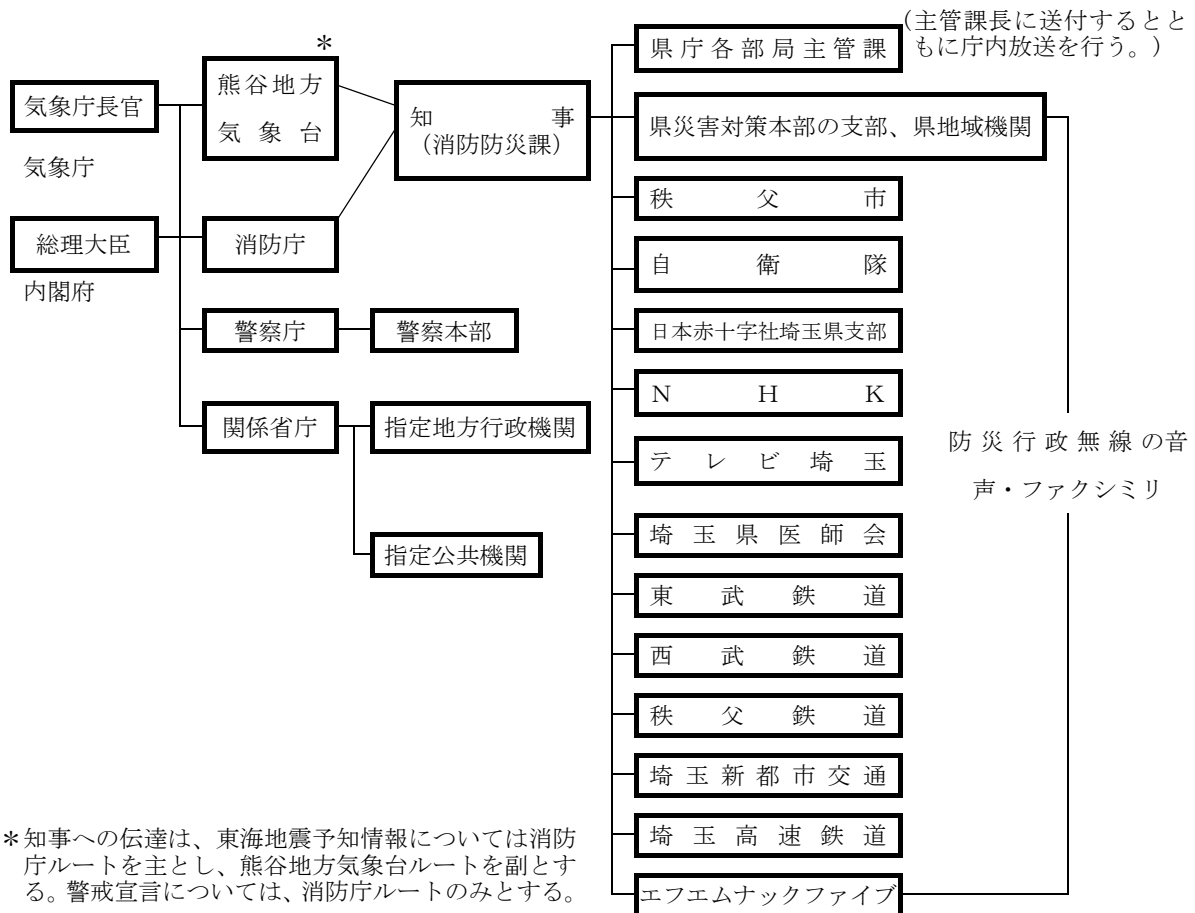 (主管課長に送付するとと
もに庁内放送を行う。)
*
県庁各部局主管課
熊谷地方
気象台
気象庁長官
知事
(消防防災課)
県災害対策本部の支部、県地域機関
気象庁
秩父市
総理大臣
消防庁
自衛隊
内閣府
警察庁
警察本部
日本赤十字社埼玉県支部
NHK
関係省庁
指定地方行政機関
テレビ埼玉
防災行政無線の音
声・ファクシミリ
埼玉県医師会
指定公共機関
東武鉄道
西武鉄道
秩父鉄道
埼玉新都市交通
埼玉高速鉄道
エフエムナックファイブ
*知事への伝達は、東海地震予知情報については消防
庁ルートを主とし、熊谷地方気象台ルートを副とす
る。警戒宣言については、消防庁ルートのみとする。